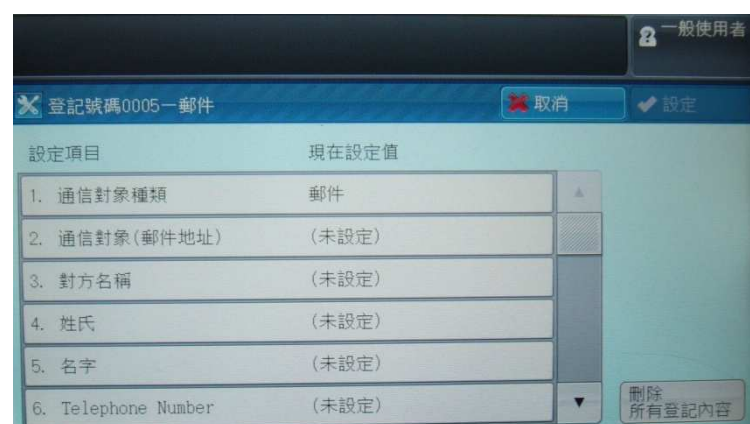 一般使用者
登記號碼0005－郵件
取消
設定
設定項目 現在設定值
1. 通信對象種類 郵件
2. 通信對象(郵件地址) (未設定)
3. 對方名稱 (未設定)
4. 姓氏 (未設定)
5. 名字 (未設定)
6. Telephone Number (未設定)
刪除
所有登記內容